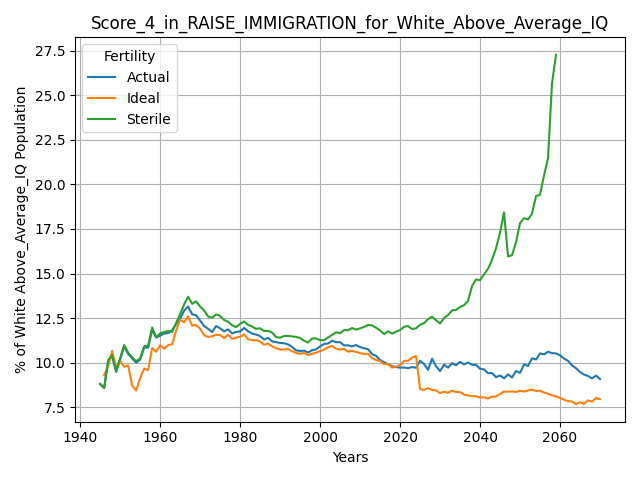 Score_4_in_RAISE_IMMIGRATION_for_White_Above_Average_IQ
% of White Above_Average_IQ Population
27.5
25.0
22.5
20.0
17.5
15.0
12.5
10.0
7.5
Fertility
Actual
Ideal
Sterile
1940
1960
1980
2000
2020
2040
2060
Years